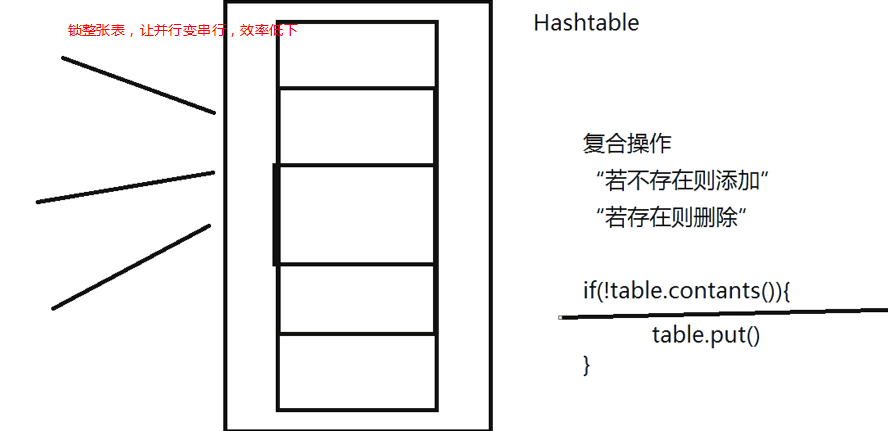 锁整张表，让并行变串行，效率低下
Hashtable
复合操作
“若不存在则添加”
“若存在则删除”
if(!table.contants()){
table.put()
}